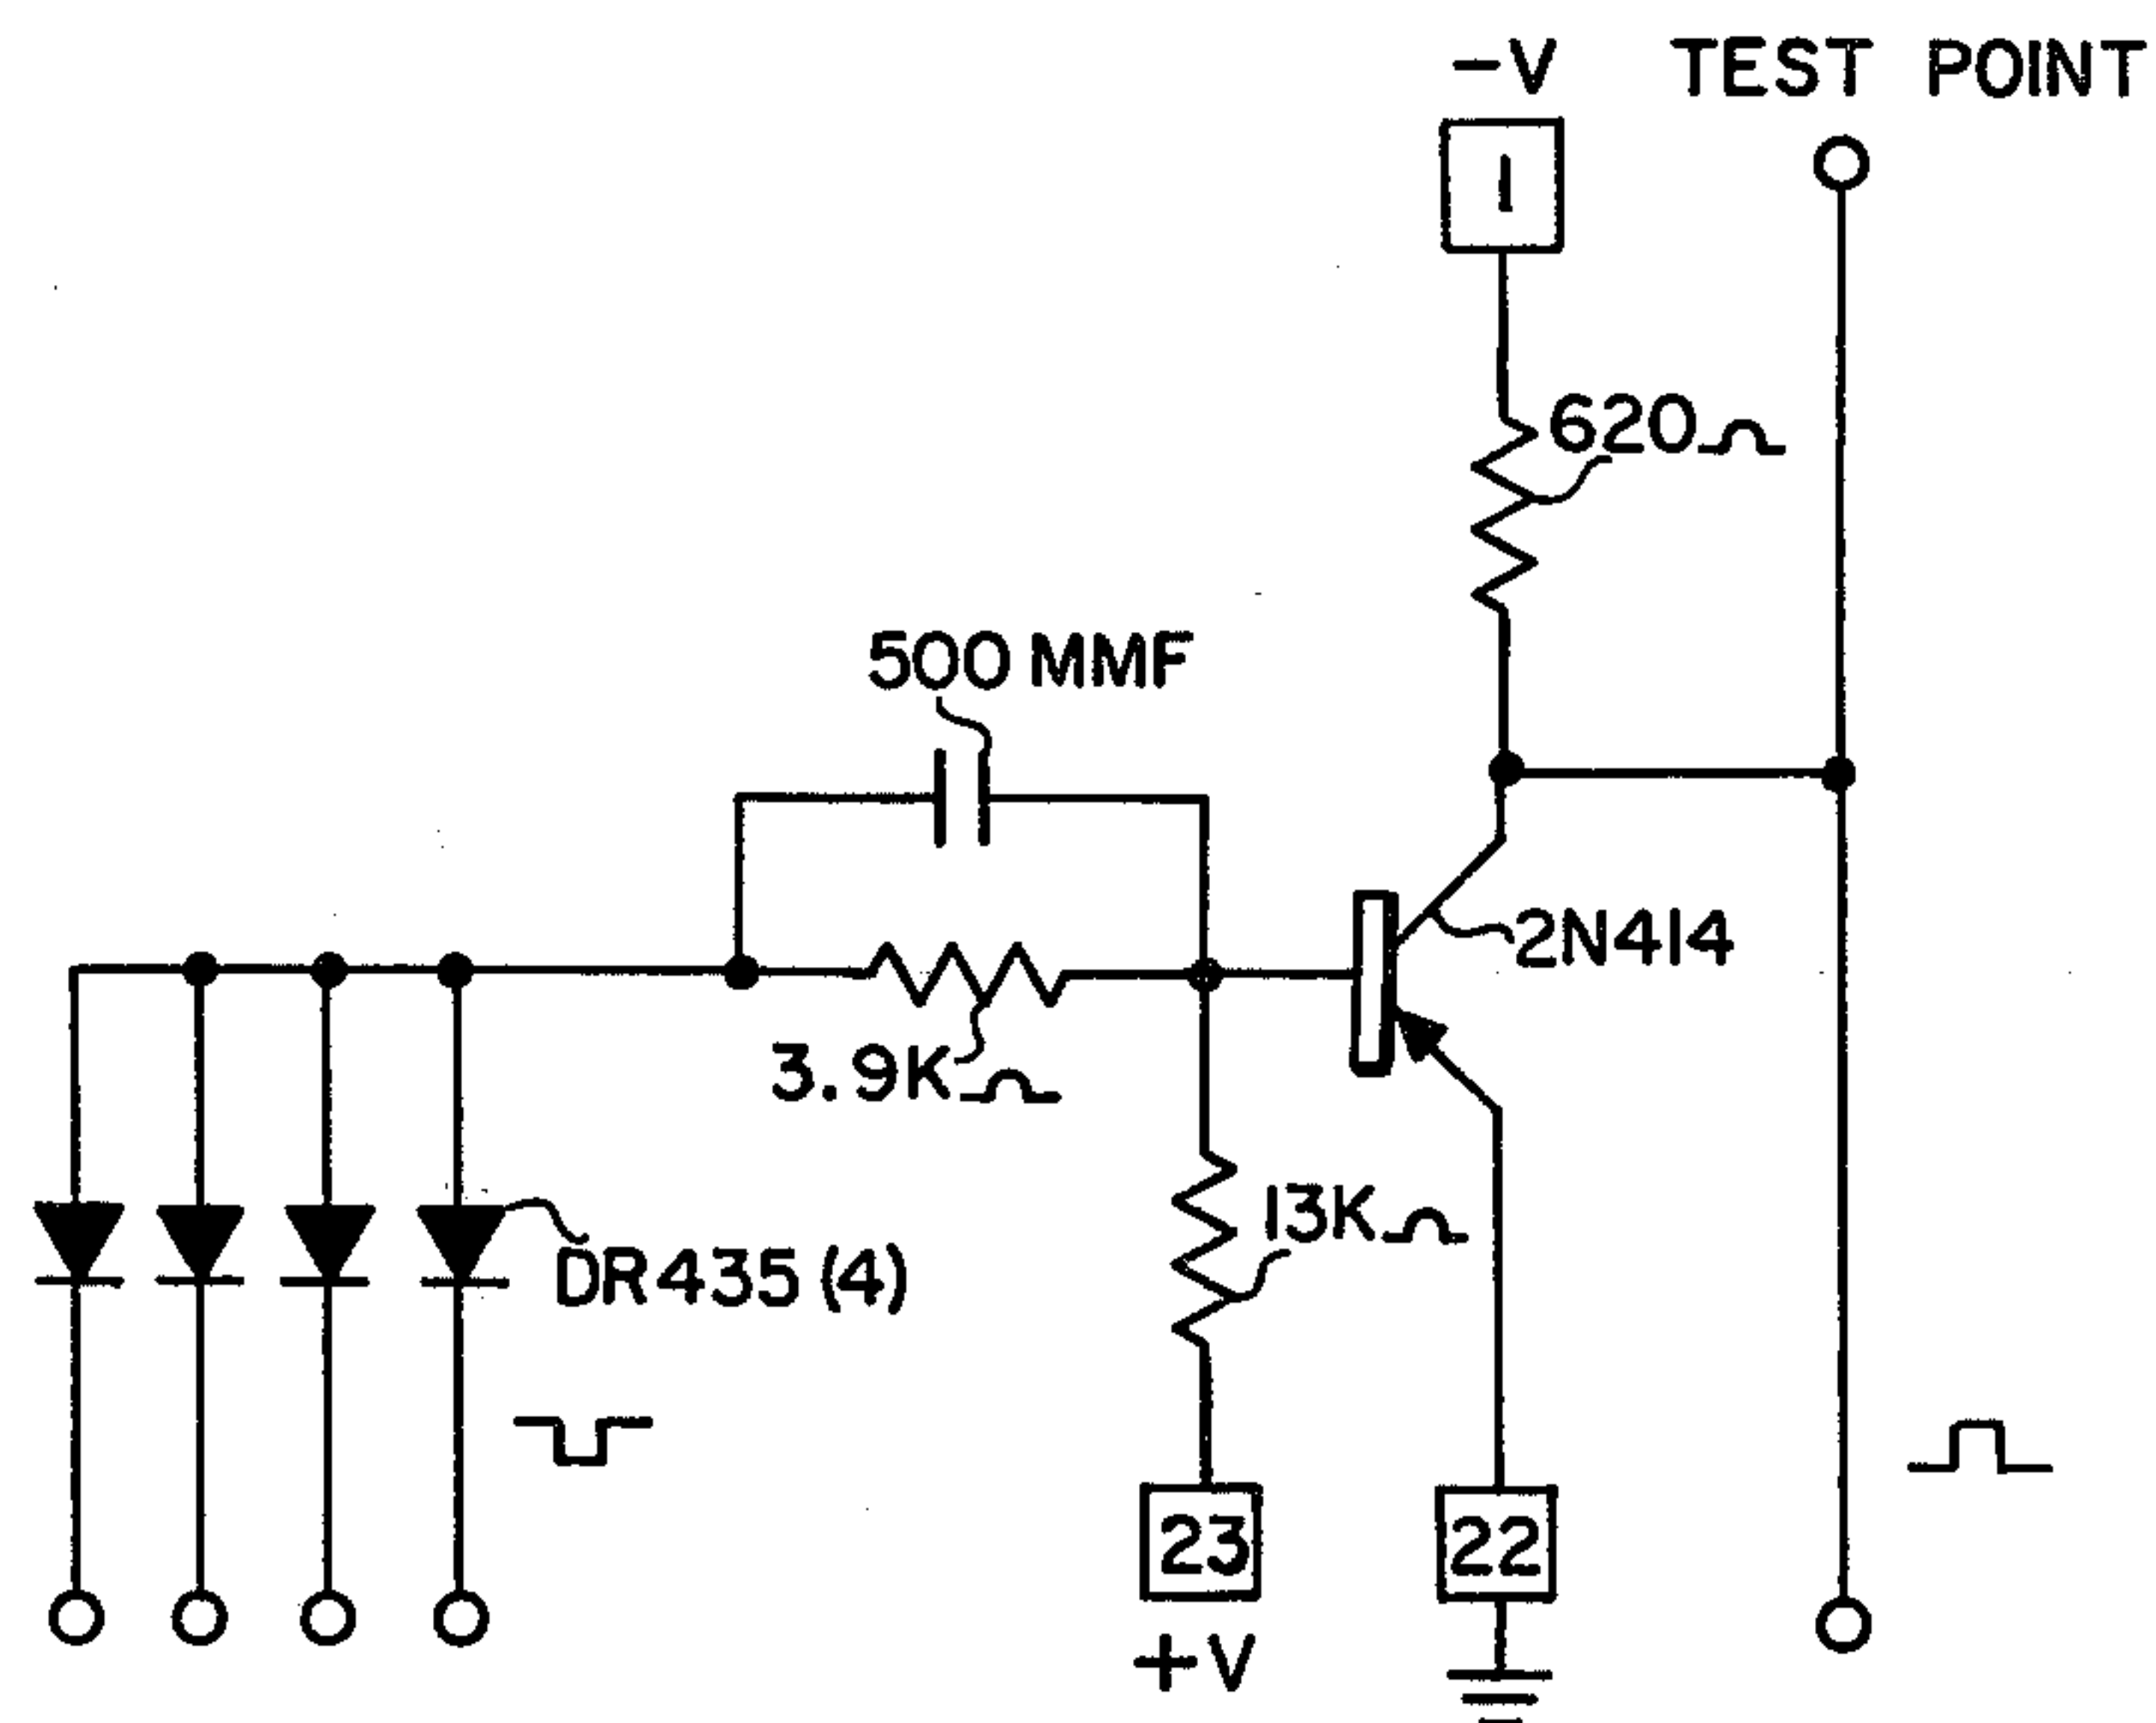 -V TEST POINT
1
620Ω
500 MMF
2N414
3.9KΩ
13KΩ
DR435(4)
23 22
+V